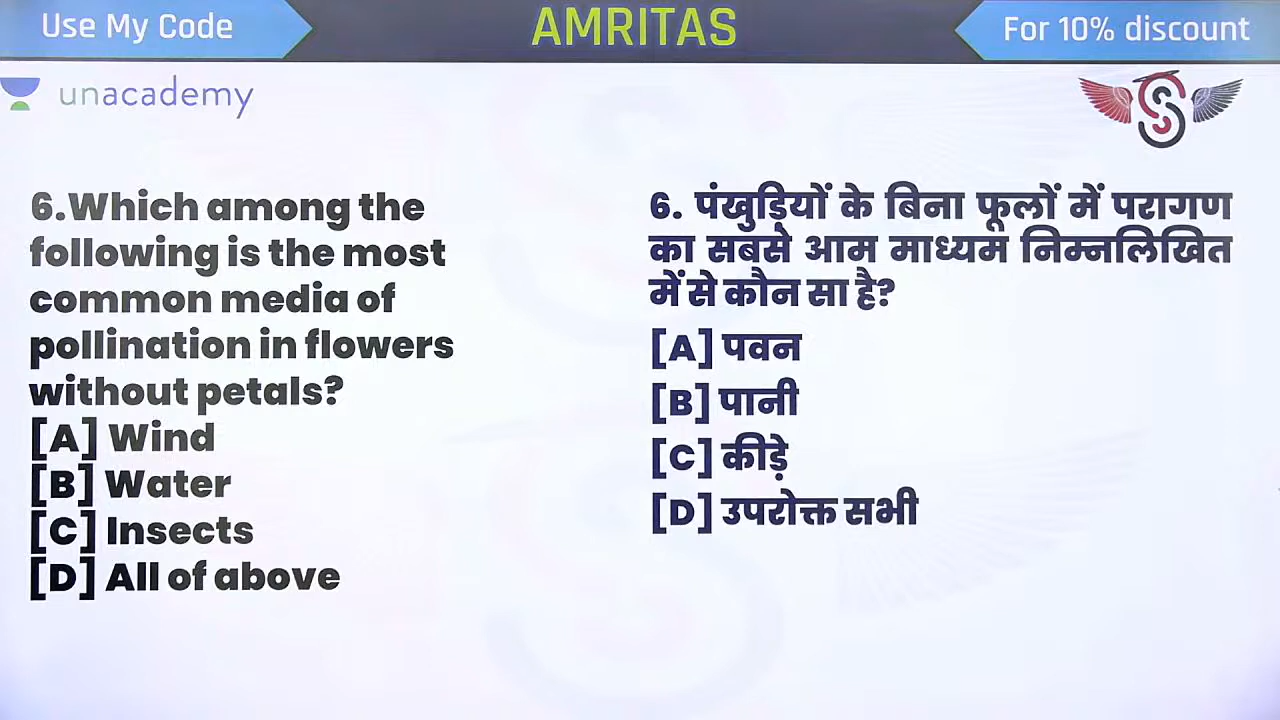 Use My Code
AMRITAS
For 10% discount
unacademy
6.Which among the
following is the most
common media of
pollination in flowers
without petals?
[A] Wind
[B] Water
[C] Insects
[D] All of above
6. पंखुड़ियों के बिना फूलों में परागण
का सबसे आम माध्यम निम्नलिखित
में से कौन सा है?
[A] पवन
[B] पानी
[C] कीड़े
[D] उपरोक्त सभी